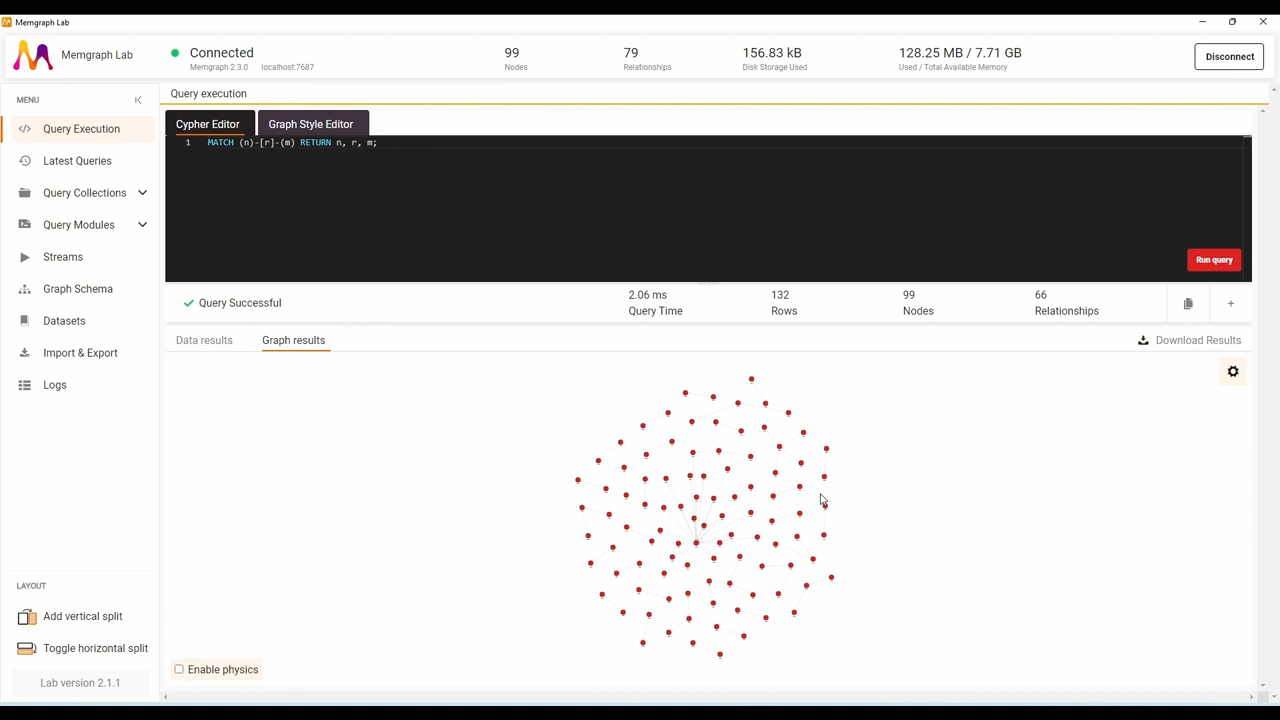 Memgraph Lab
Memgraph Lab
Connected
Memgraph 2.3.0 localhost:7687
99
Nodes
79
Relationships
156.83 kB
Disk Storage Used
128.25 MB / 7.71 GB
Used / Total Available Memory
Disconnect
MENU
Query Execution
Latest Queries
Query Collections
Query Modules
Streams
Graph Schema
Datasets
Import & Export
Logs
LAYOUT
Add vertical split
Toggle horizontal split
Lab version 2.1.1
Query execution
Cypher Editor
Graph Style Editor
1 MATCH (n)-[r]-(m) RETURN n, r, m;
Run query
Query Successful
2.06 ms
Query Time
132
Rows
99
Nodes
66
Relationships
Data results
Graph results
Download Results
Enable physics